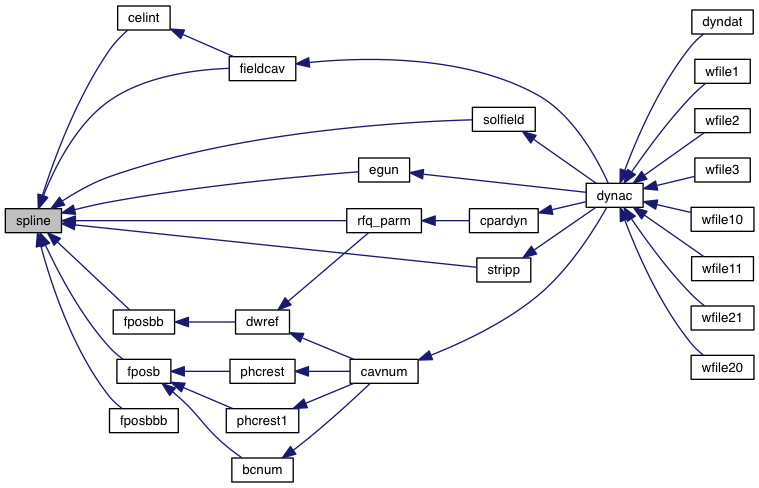 celint
dyndat
fieldcav
wfile1
solfield
wfile2
egun
wfile3
dynac
spline
rfq_parm
cpardyn
wfile10
stripp
wfile11
fposbb
dwref
wfile21
fposb
phcrest
cavnum
wfile20
fposbbb
phcrest1
bcnum